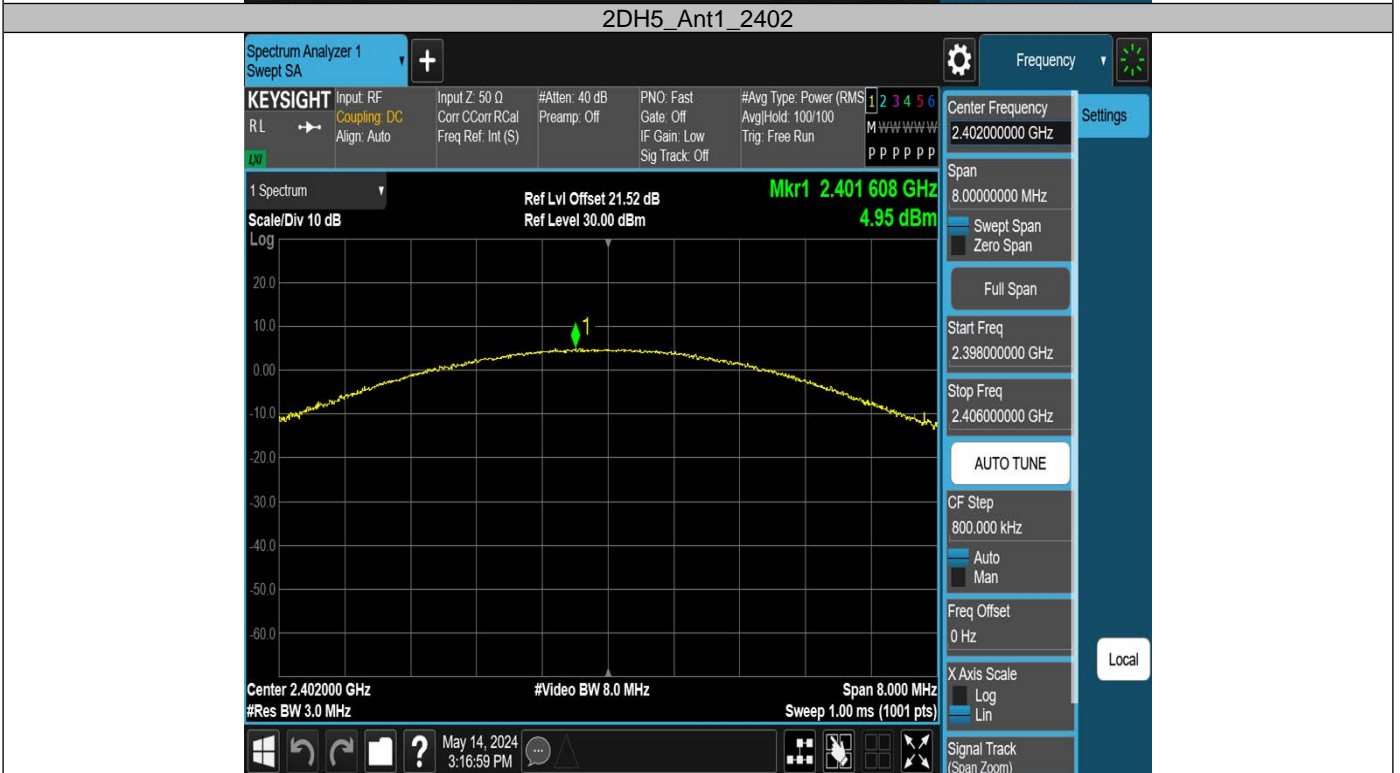 2DH5_Ant1_2402
Spectrum Analyzer 1
Swept SA
+
Frequency
KEYSIGHT
RL
LXI
Input: RF
Coupling: DC
Align: Auto
Input Z: 50 Ω
Corr CCorr RCal
Freq Ref: Int (S)
#Atten: 40 dB
Preamp: Off
PNO: Fast
Gate: Off
IF Gain: Low
Sig Track: Off
#Avg Type: Power (RMS
Avg|Hold: 100/100
Trig: Free Run
1 2 3 4 5 6
M W W W W W
P P P P P P
1 Spectrum
Scale/Div 10 dB
Log
Ref Lvl Offset 21.52 dB
Ref Level 30.00 dBm
Mkr1 2.401 608 GHz
4.95 dBm
20.0
10.0
0.00
-10.0
-20.0
-30.0
-40.0
-50.0
-60.0
1
Center 2.402000 GHz
#Res BW 3.0 MHz
#Video BW 8.0 MHz
Span 8.000 MHz
Sweep 1.00 ms (1001 pts)
?
May 14, 2024
3:16:59 PM
Center Frequency
2.402000000 GHz
Settings
Span
8.00000000 MHz
Swept Span
Zero Span
Full Span
Start Freq
2.398000000 GHz
Stop Freq
2.406000000 GHz
AUTO TUNE
CF Step
800.000 kHz
Auto
Man
Freq Offset
0 Hz
X Axis Scale
Log
Lin
Local
Signal Track
(Span Zoom)